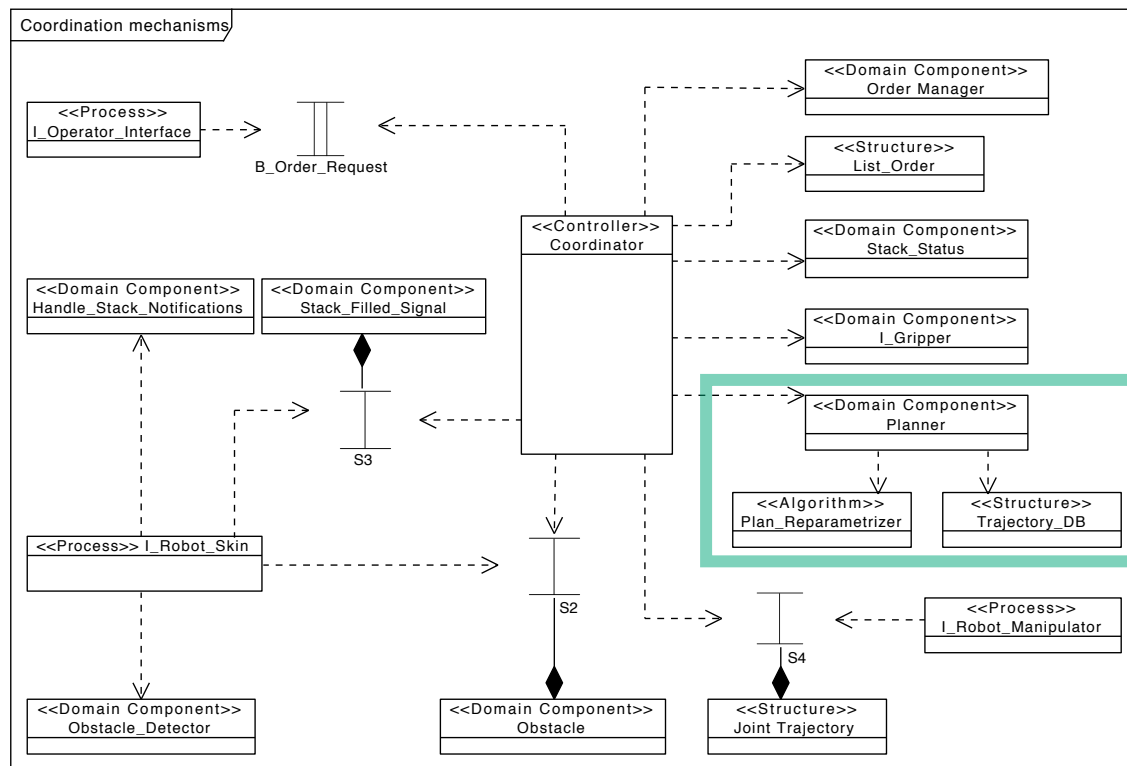 Coordination mechanisms
<<Domain Component>>
Order Manager
<<Process>>
I_Operator_Interface
B_Order_Request
<<Structure>>
List_Order
<<Controller>>
Coordinator
<<Domain Component>>
Stack_Status
<<Domain Component>>
Handle_Stack_Notifications
<<Domain Component>>
Stack_Filled_Signal
<<Domain Component>>
I_Gripper
<<Domain Component>>
Planner
S3
<<Algorithm>>
Plan_Reparametrizer
<<Structure>>
Trajectory_DB
<<Process>> I_Robot_Skin
S2
<<Process>>
I_Robot_Manipulator
S4
<<Domain Component>>
Obstacle_Detector
<<Domain Component>>
Obstacle
<<Structure>>
Joint Trajectory